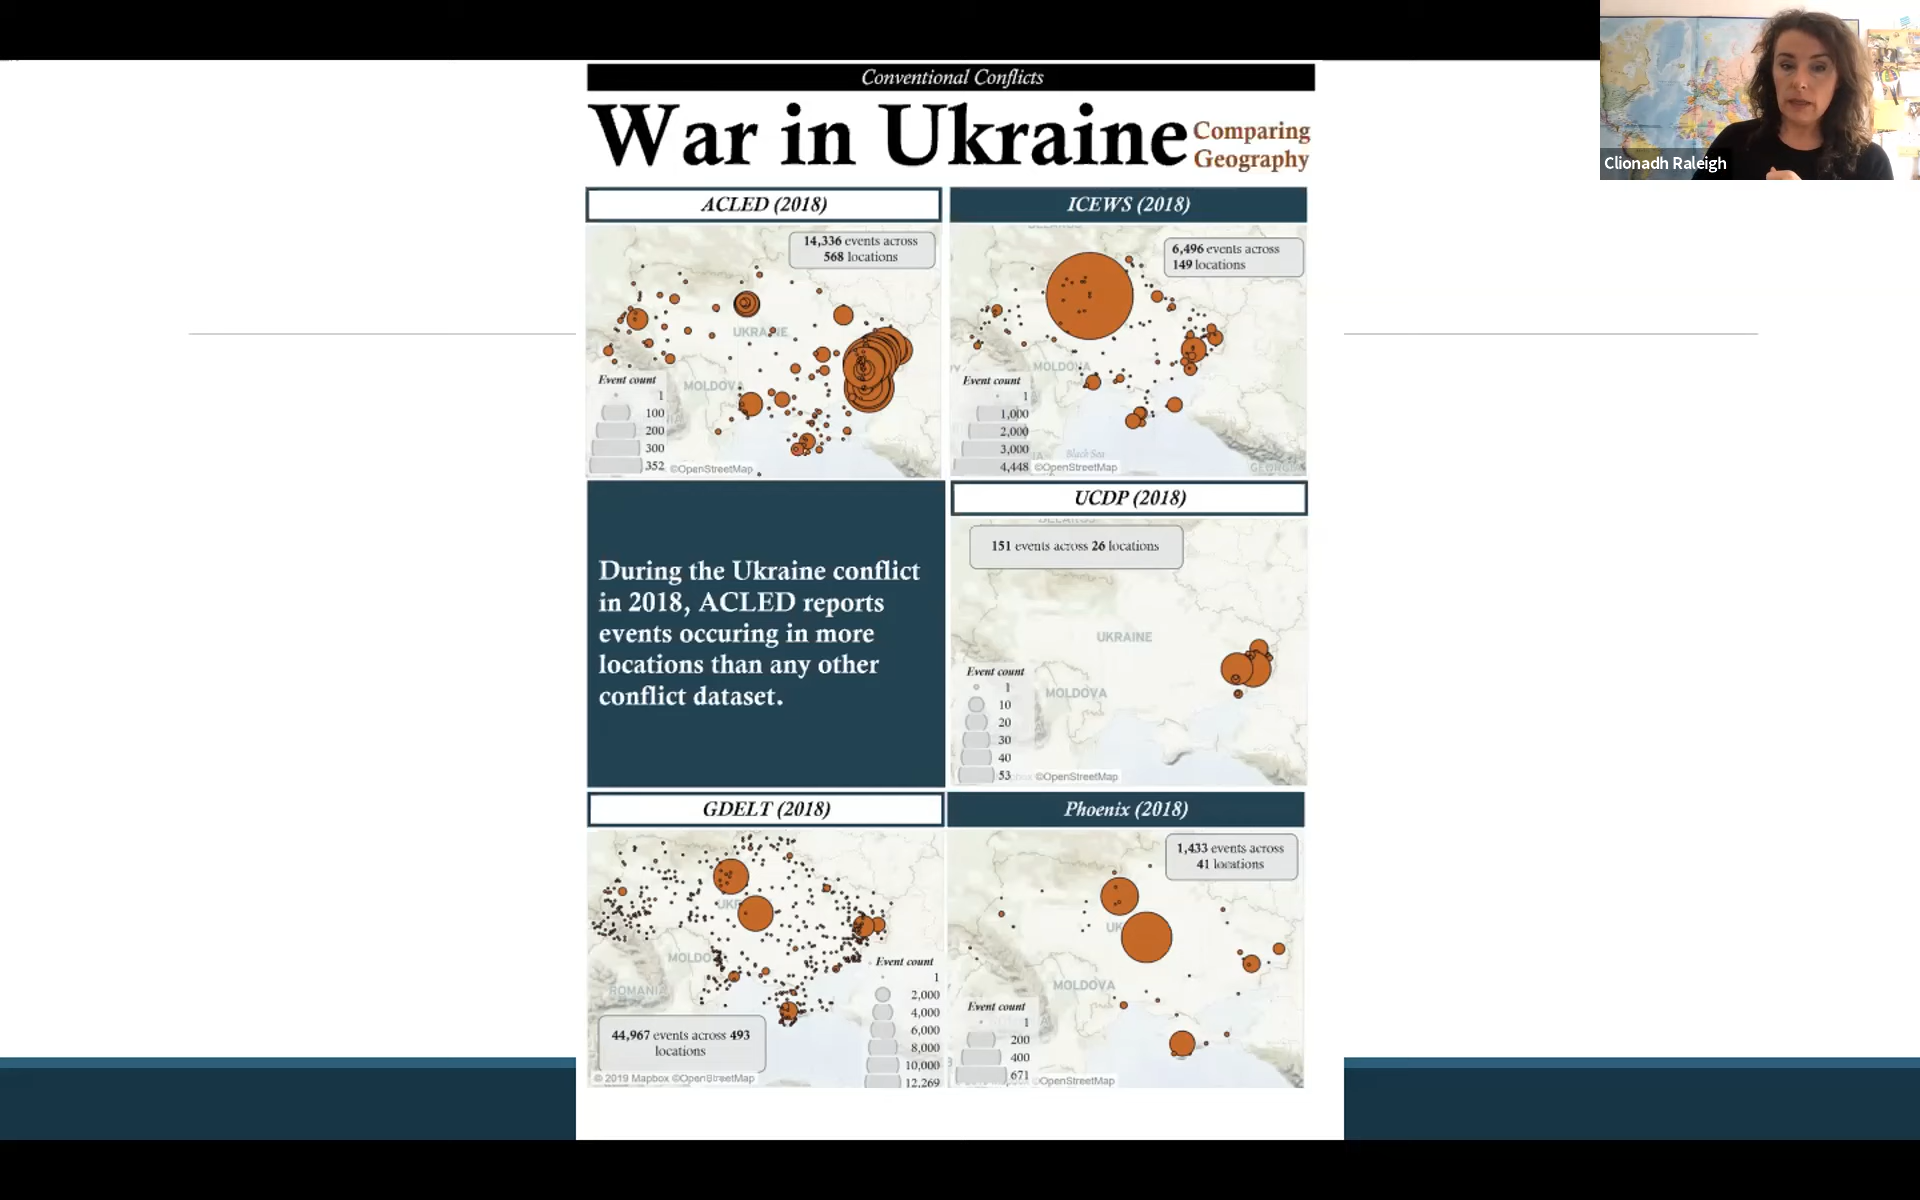 Conventional Conflicts
War in Ukraine
Comparing
Geography
Clionadh Raleigh
ACLED (2018)
14,336 events across
568 locations
UKRAINE
MOLDOVA
Event count
1
100
200
300
352
©OpenStreetMap
ICEWS (2018)
6,496 events across
149 locations
MOLDOVA
Event count
1
1,000
2,000
3,000
4,448
Black Sea
©OpenStreetMap
GEORGIA
During the Ukraine conflict
in 2018, ACLED reports
events occuring in more
locations than any other
conflict dataset.
UCDP (2018)
151 events across 26 locations
UKRAINE
MOLDOVA
Event count
1
10
20
30
40
53
©OpenStreetMap
GDELT (2018)
UKR
MOLDO
ROMANIA
Event count
1
2,000
4,000
6,000
8,000
10,000
12,269
44,967 events across 493
locations
© 2019 Mapbox ©OpenStreetMap
Phoenix (2018)
1,433 events across
41 locations
UK
MOLDOVA
Event count
1
200
400
671
©OpenStreetMap